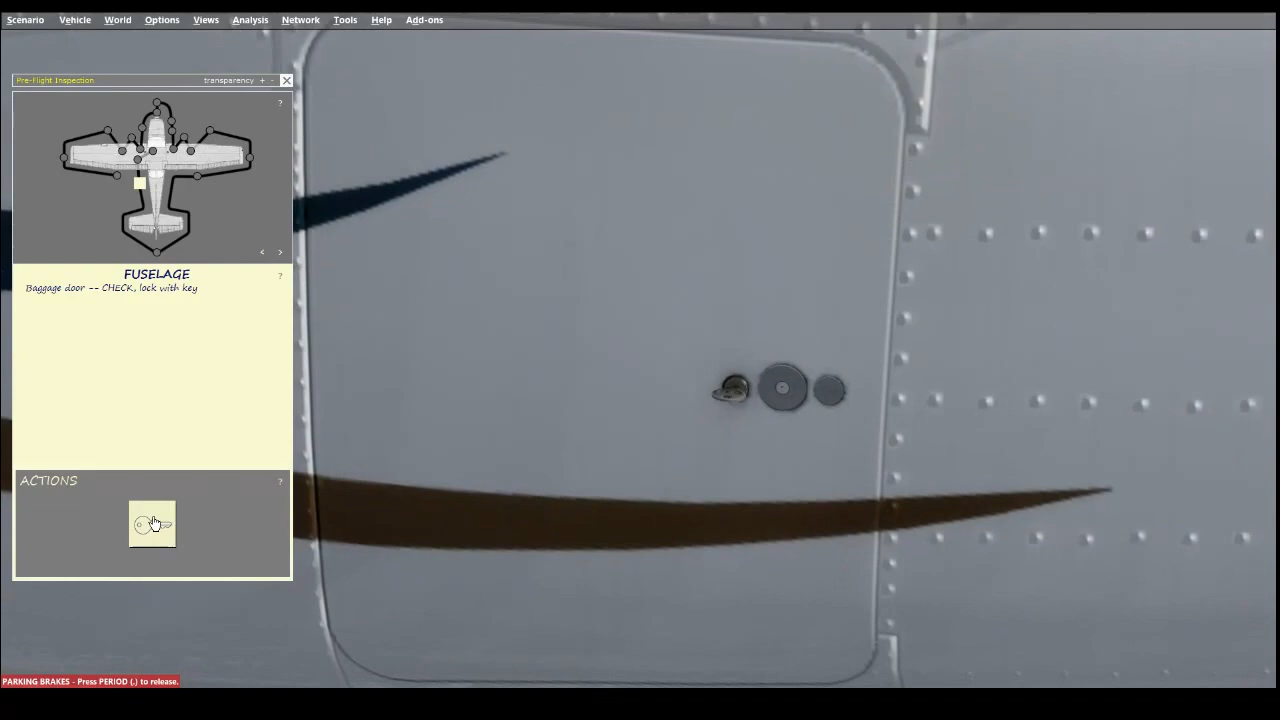 Scenario Vehicle World Options Views Analysis Network Tools Help Add-ons
Pre-Flight Inspection transparency + -
?
< >
FUSELAGE ?
Baggage door -- CHECK, lock with key
ACTIONS ?
PARKING BRAKES - Press PERIOD (.) to release.